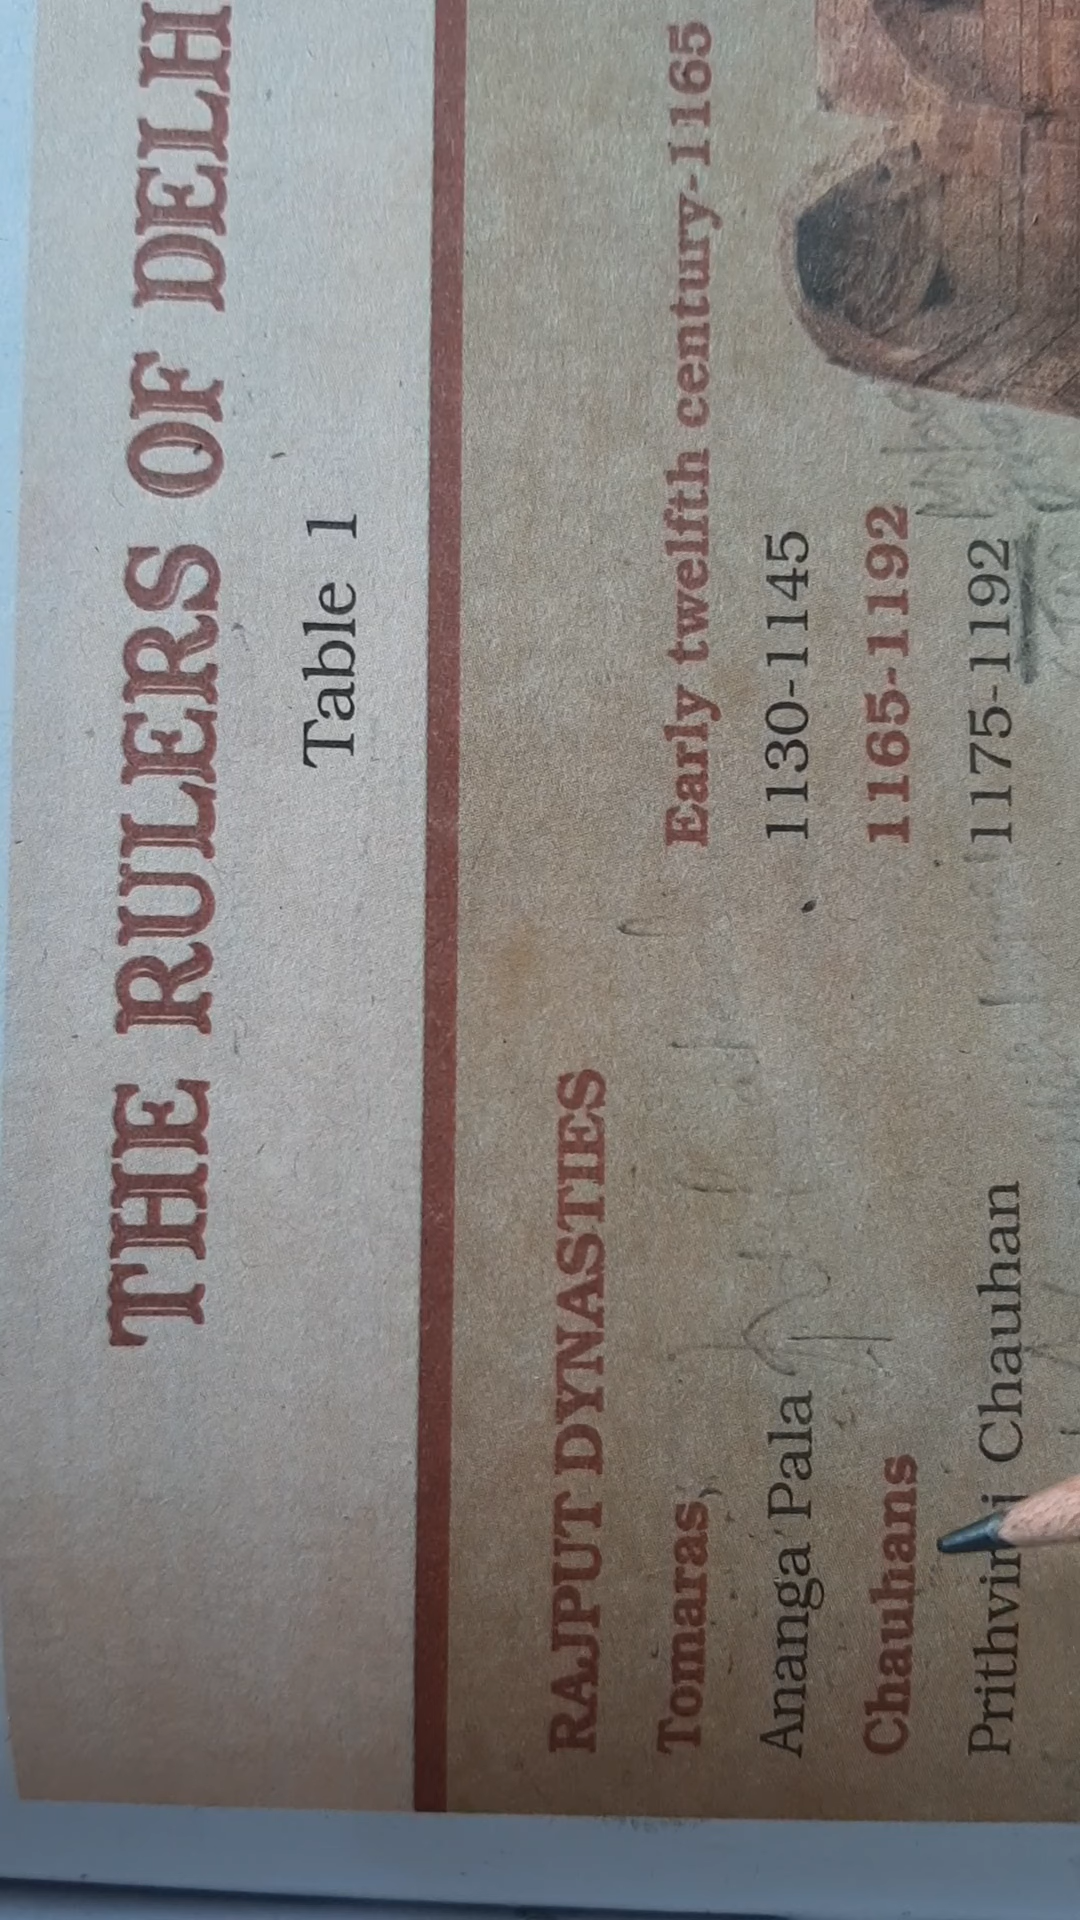 THE RULERS OF DELH
Table 1
RAJPUT DYNASTIES
Tomaras, Early twelfth century-1165
Ananga Pala 1130-1145
Chauhans 1165-1192
Prithviraj Chauhan 1175-1192